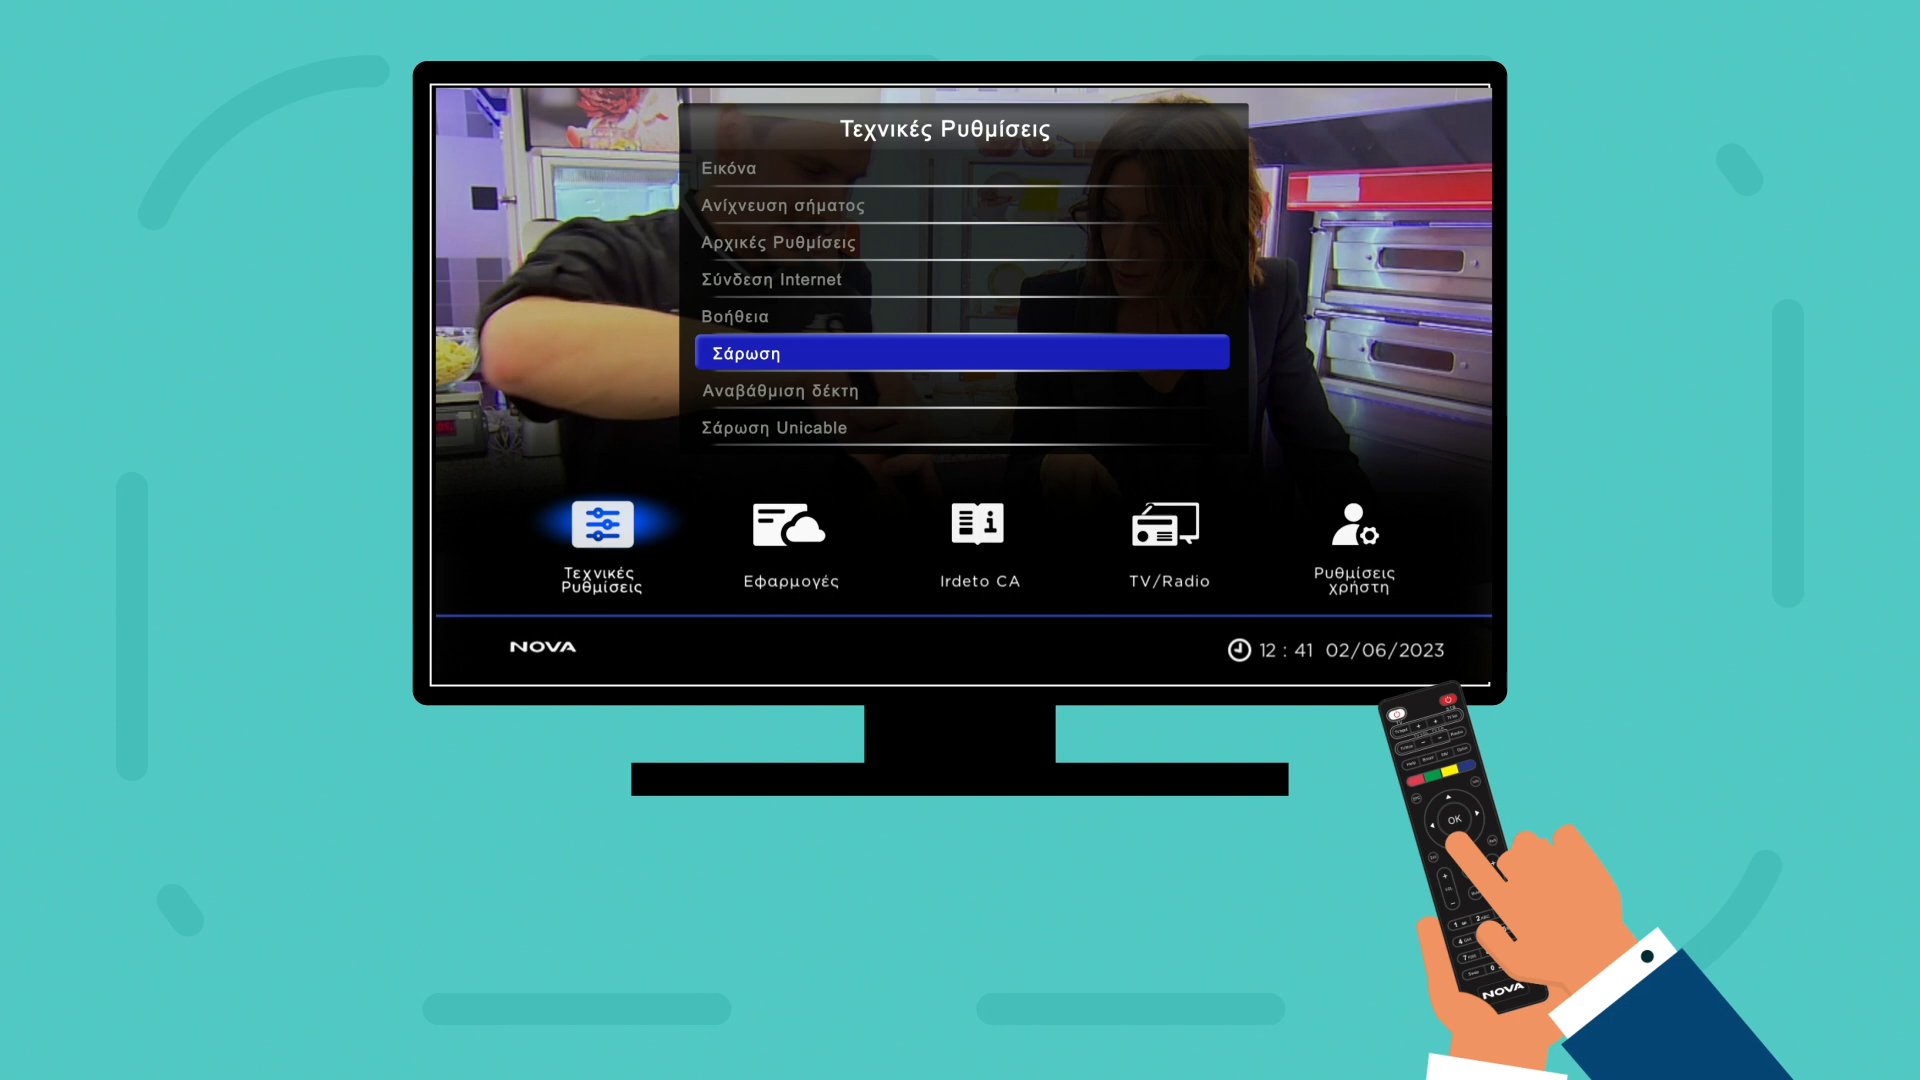 Τεχνικές Ρυθμίσεις
Εικόνα
Ανίχνευση σήματος
Αρχικές Ρυθμίσεις
Σύνδεση Internet
Βοήθεια
Σάρωση
Αναβάθμιση δέκτη
Σάρωση Unicable
Τεχνικές
Ρυθμίσεις
Εφαρμογές
Irdeto CA
TV/Radio
Ρυθμίσεις
χρήστη
NOVA
12 : 41 02/06/2023
OK
NOVA